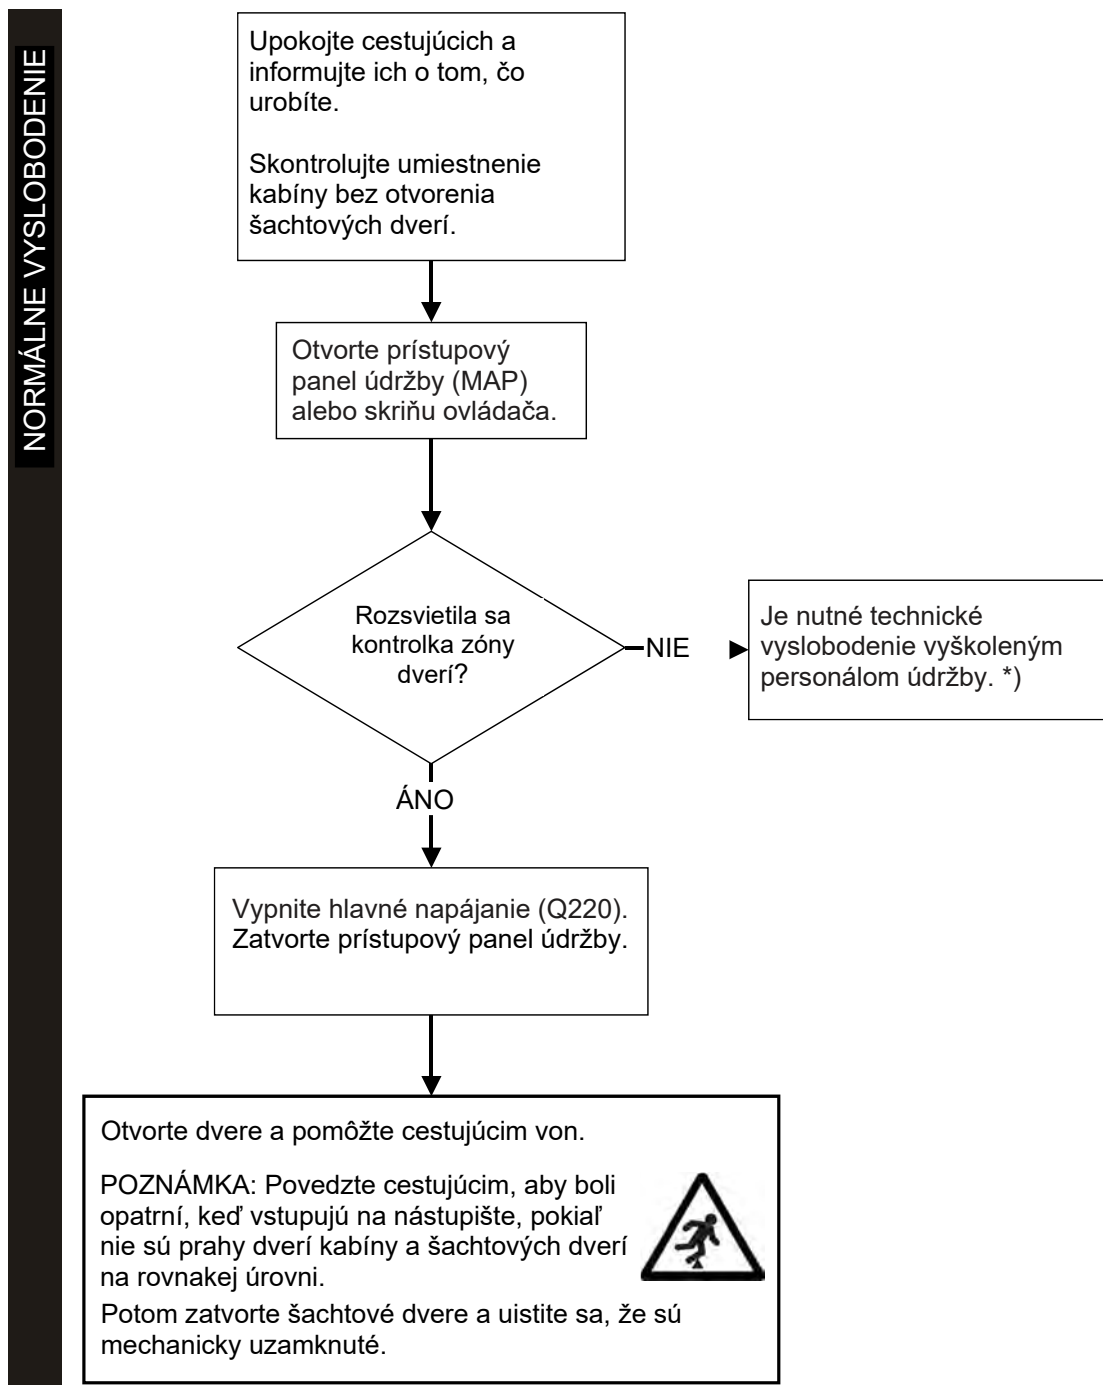 NORMÁLNE VYSLOBODENIE
Upokojte cestujúcich a
informujte ich o tom, čo
urobíte.
Skontrolujte umiestnenie
kabíny bez otvorenia
šachtových dverí.
Otvorte prístupový
panel údržby (MAP)
alebo skriňu ovládača.
Rozsvietila sa
kontrolka zóny
dverí?
NIE
Je nutné technické
vyslobodenie vyškoleným
personálom údržby. *)
ÁNO
Vypnite hlavné napájanie (Q220).
Zatvorte prístupový panel údržby.
Otvorte dvere a pomôžte cestujúcim von.
POZNÁMKA: Povedzte cestujúcim, aby boli
opatrní, keď vstupujú na nástupište, pokiaľ
nie sú prahy dverí kabíny a šachtových dverí
na rovnakej úrovni.
Potom zatvorte šachtové dvere a uistite sa, že sú
mechanicky uzamknuté.